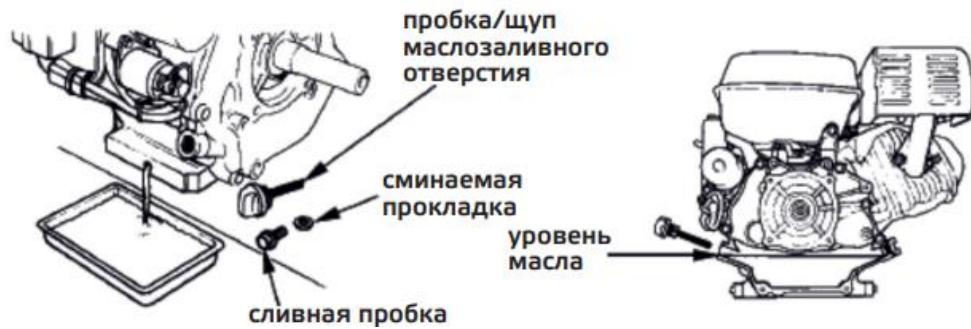 пробка/щуп
маслозаливного
отверстия
сминаемая
прокладка
сливная пробка
уровень
масла